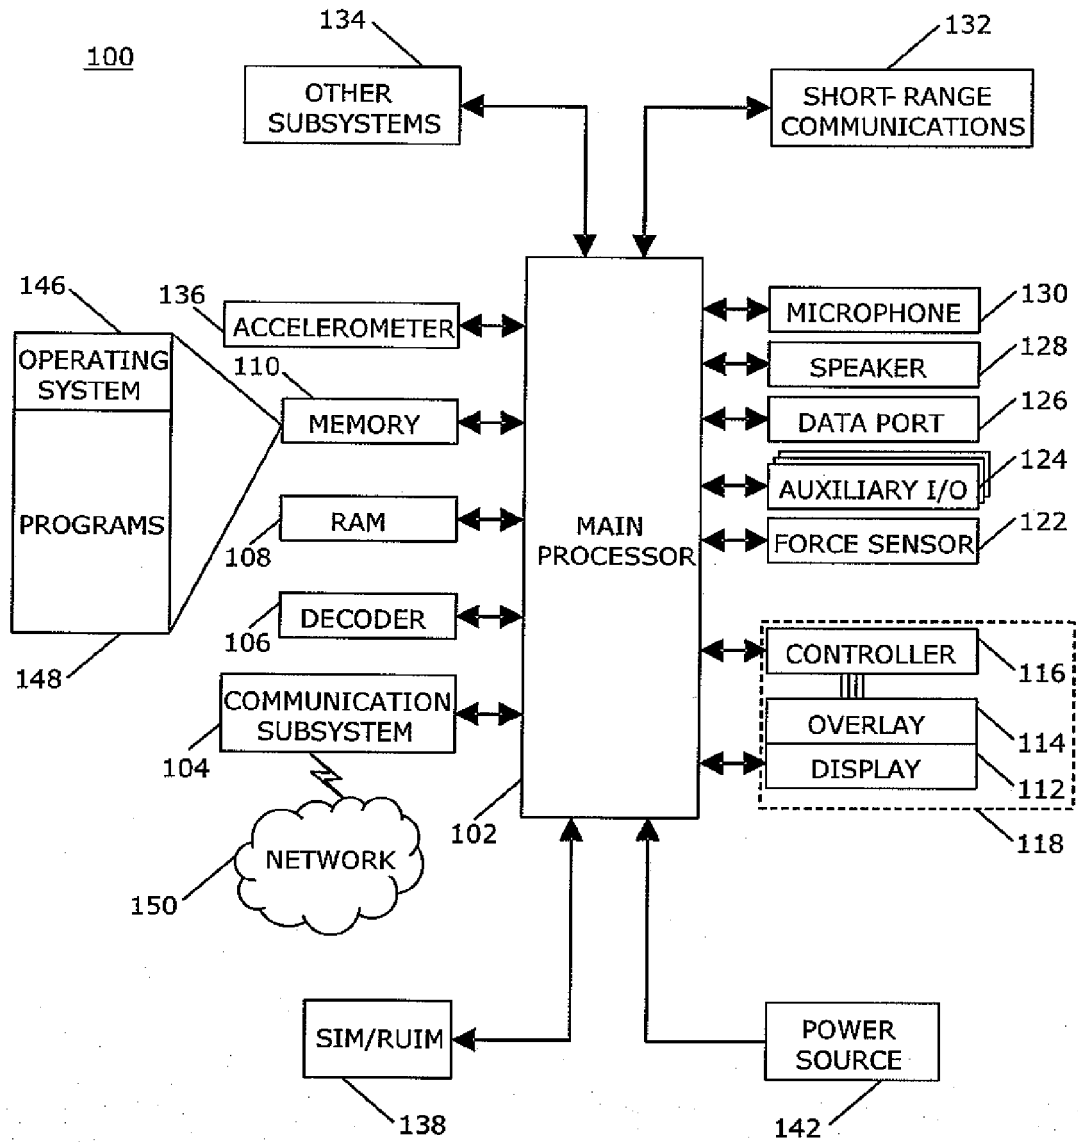 134
132
100
OTHER
SUBSYSTEMS
SHORT-RANGE
COMMUNICATIONS
146
136
ACCELEROMETER
MICROPHONE
130
OPERATING
SYSTEM
110
MEMORY
SPEAKER
128
DATA PORT
126
PROGRAMS
RAM
108
MAIN
PROCESSOR
AUXILIARY I/O
124
FORCE SENSOR
122
DECODER
106
148
CONTROLLER
116
COMMUNICATION
SUBSYSTEM
104
OVERLAY
114
DISPLAY
112
102
118
NETWORK
150
SIM/RUIM
138
POWER
SOURCE
142